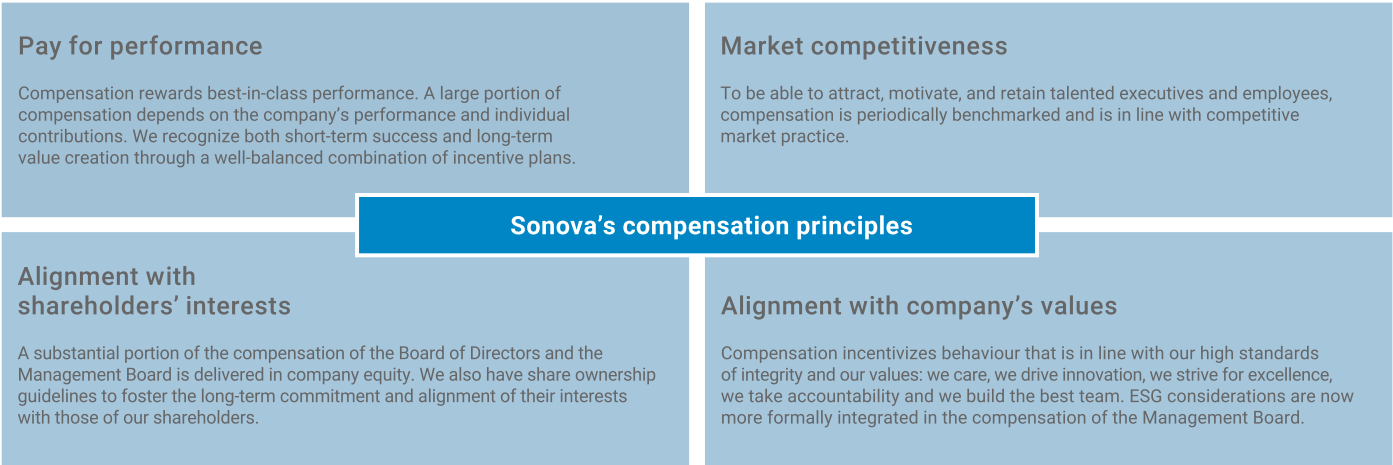 Pay for performance
Compensation rewards best-in-class performance. A large portion of
compensation depends on the company's performance and individual
contributions. We recognize both short-term success and long-term
value creation through a well-balanced combination of incentive plans.
Market competitiveness
To be able to attract, motivate, and retain talented executives and employees,
compensation is periodically benchmarked and is in line with competitive
market practice.
Sonova's compensation principles
Alignment with
shareholders' interests
A substantial portion of the compensation of the Board of Directors and the
Management Board is delivered in company equity. We also have share ownership
guidelines to foster the long-term commitment and alignment of their interests
with those of our shareholders.
Alignment with company's values
Compensation incentivizes behaviour that is in line with our high standards
of integrity and our values: we care, we drive innovation, we strive for excellence,
we take accountability and we build the best team. ESG considerations are now
more formally integrated in the compensation of the Management Board.